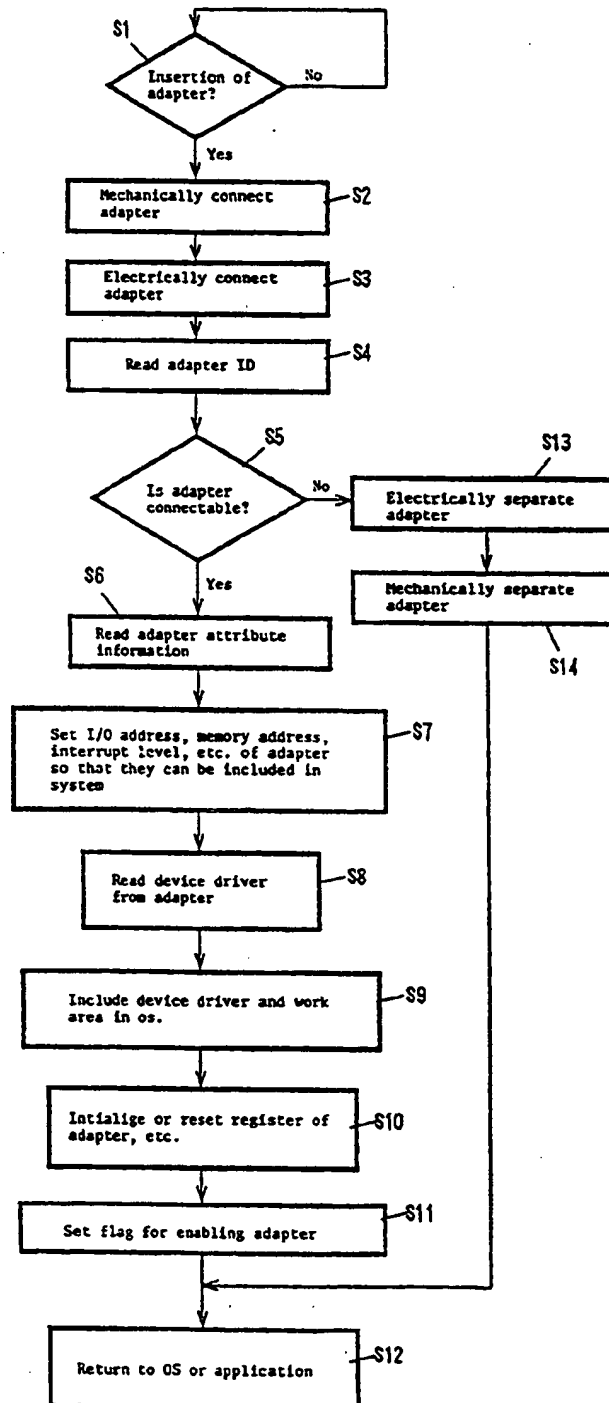 S1
Insertion of
adapter?
No
Yes
Mechanically connect
adapter
S2
Electrically connect
adapter
S3
Read adapter ID
S4
S5
Is adapter
connectable?
No
Yes
S13
Electrically separate
adapter
Mechanically separate
adapter
S14
S6
Read adapter attribute
information
Set I/O address, memory address,
interrupt level, etc. of adapter
so that they can be included in
system
S7
Read device driver
from adapter
S8
Include device driver and work
area in os.
S9
Intialige or reset register of
adapter, etc.
S10
Set flag for enabling adapter
S11
Return to OS or application
S12